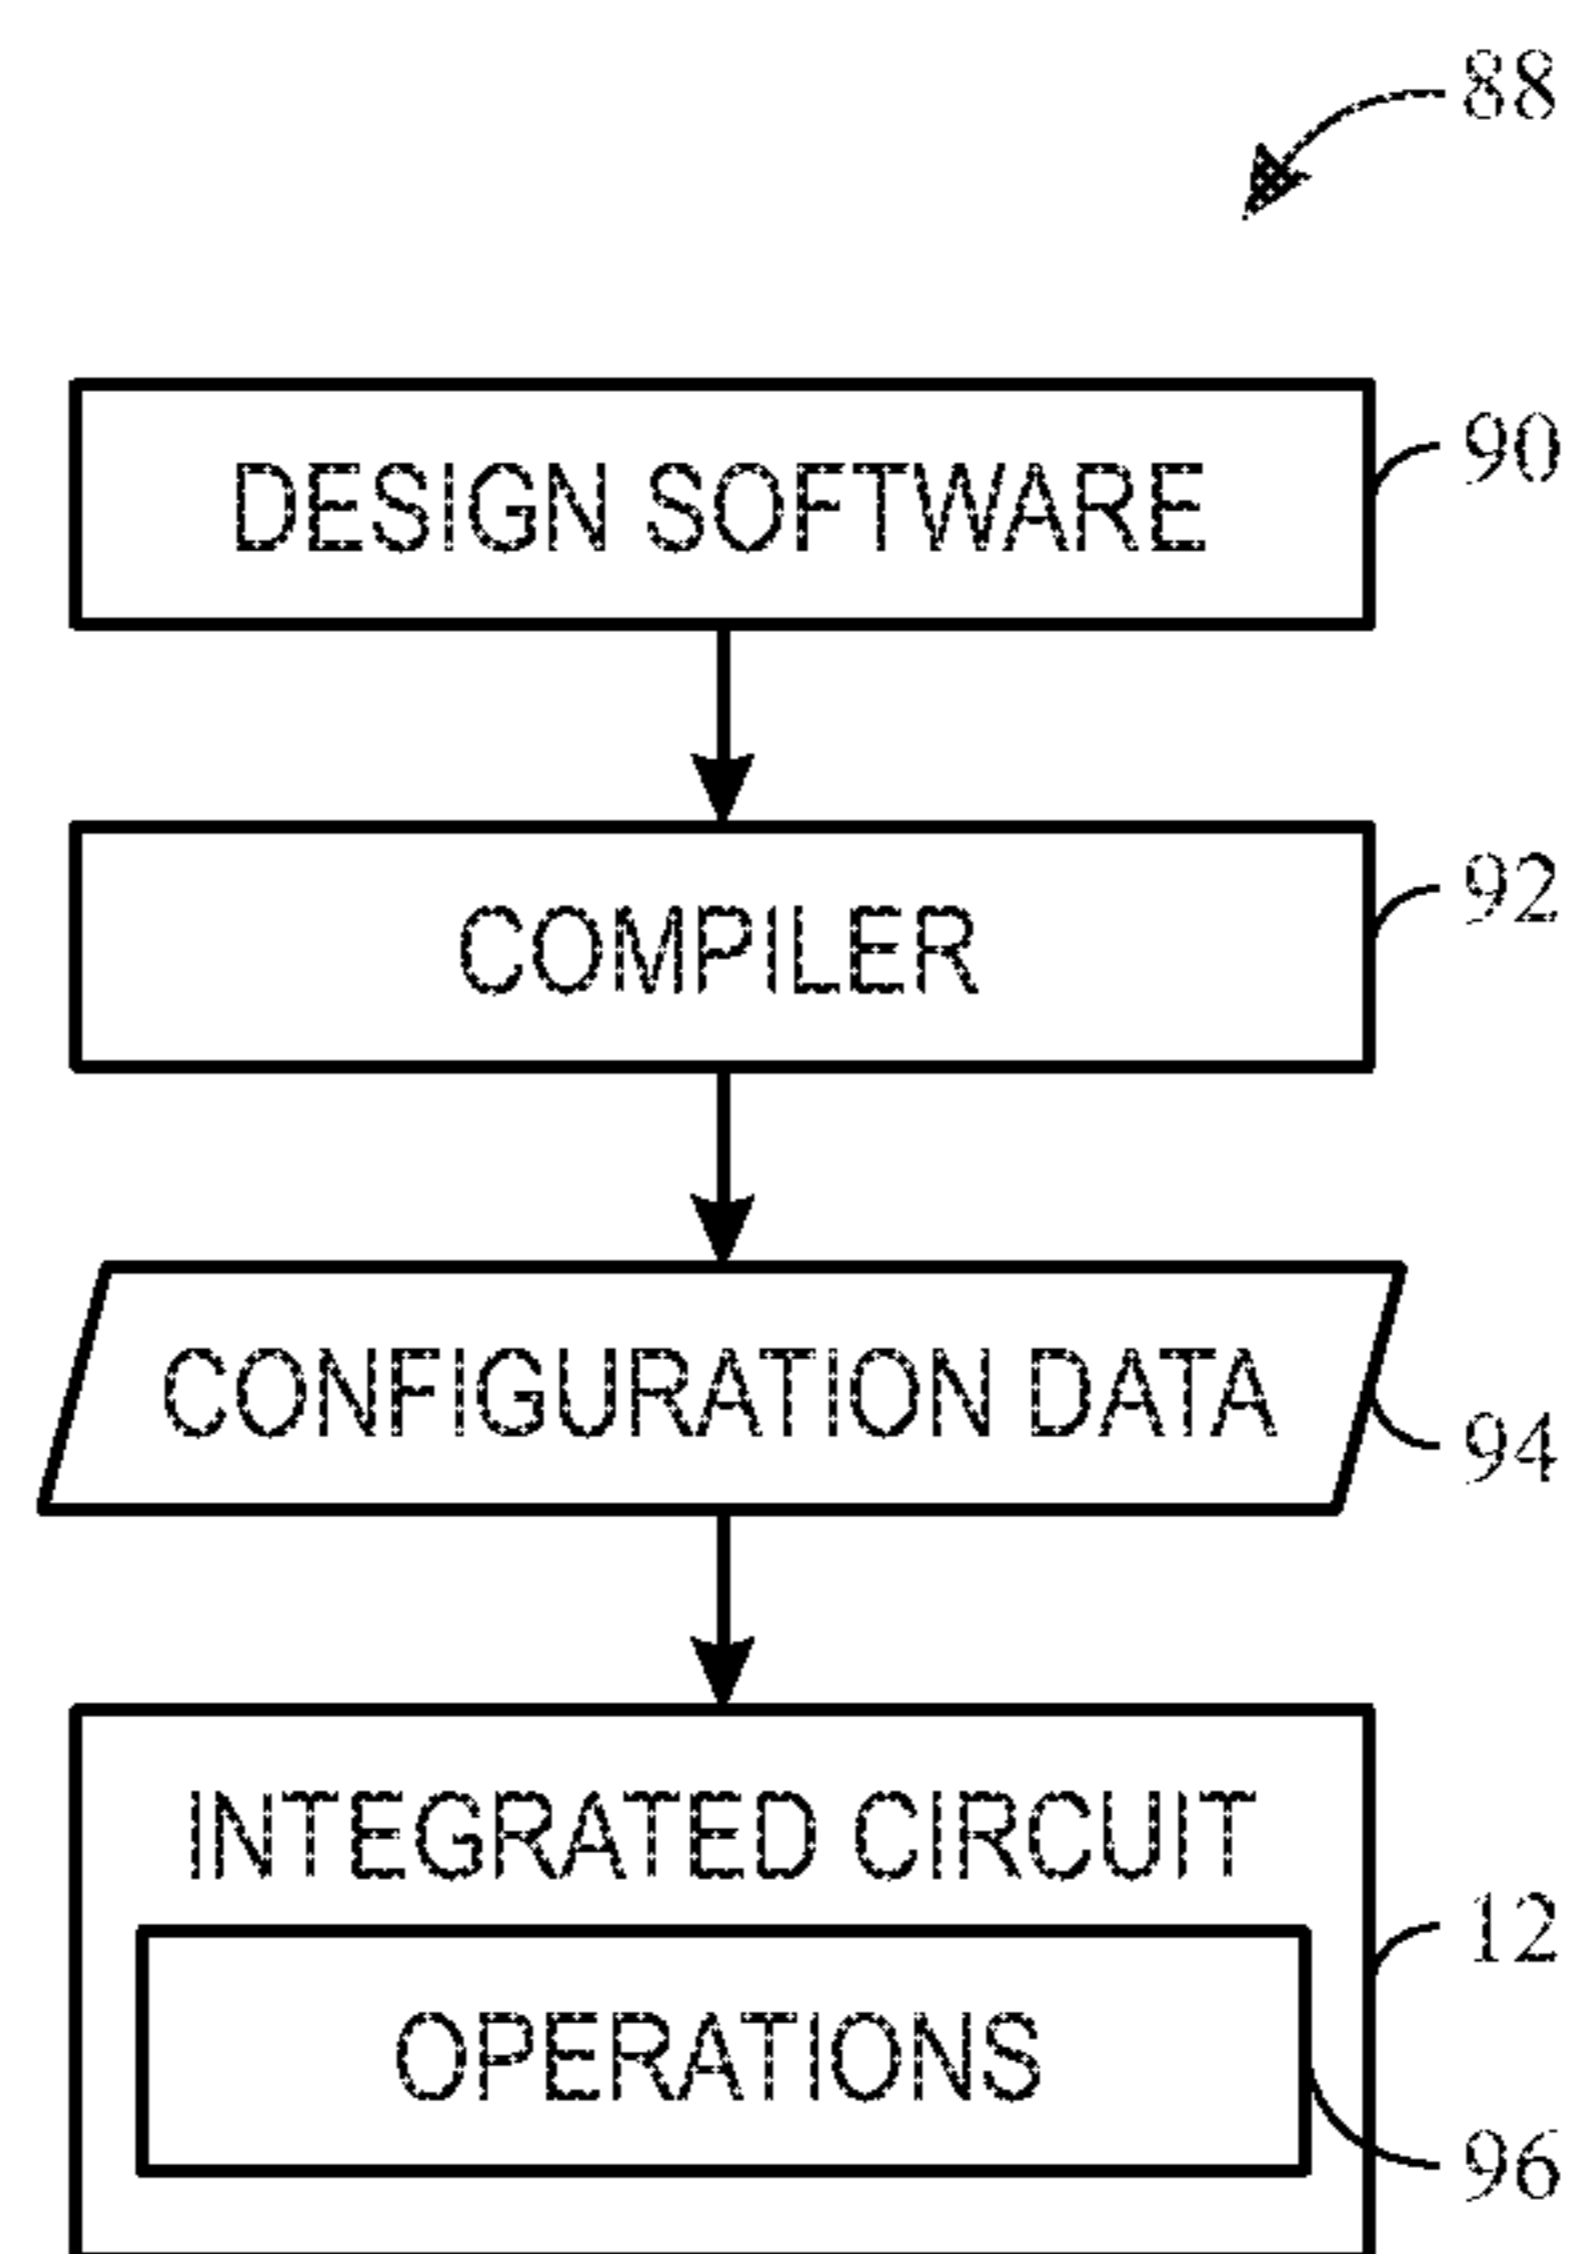 88
DESIGN SOFTWARE
90
COMPILER
92
CONFIGURATION DATA
94
INTEGRATED CIRCUIT
12
OPERATIONS
96